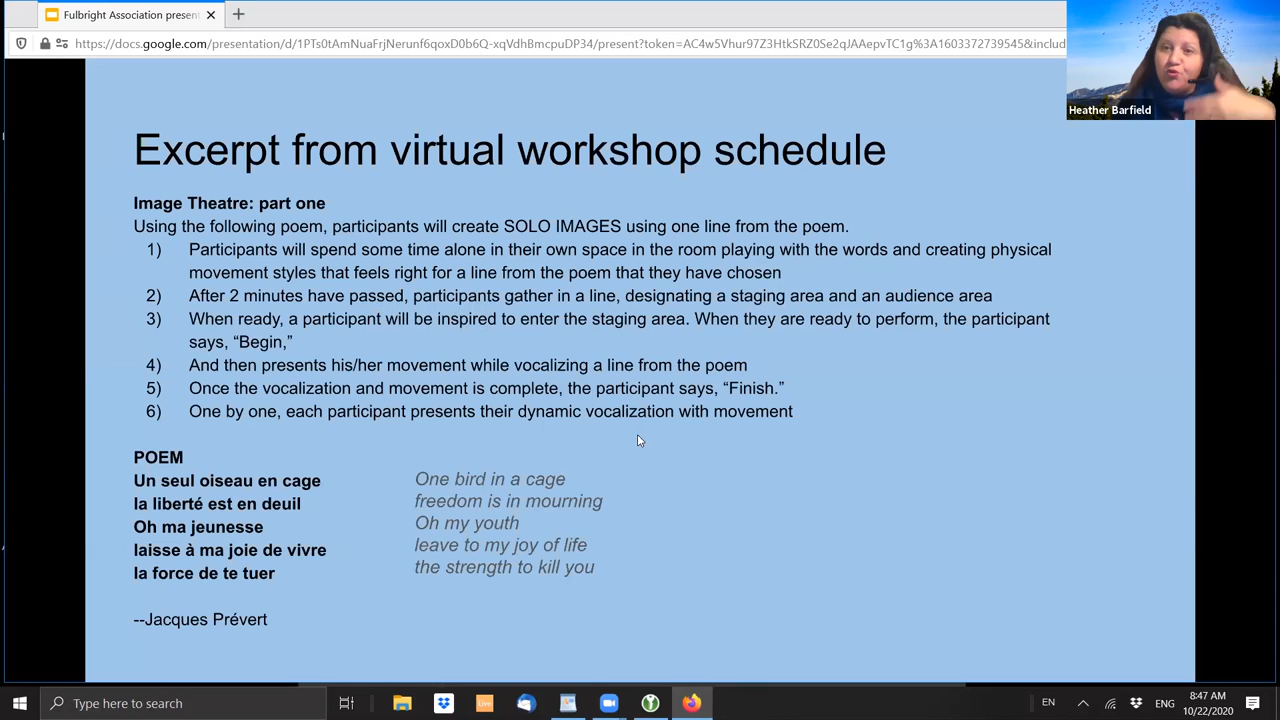 Fulbright Association presen
https://docs.google.com/presentation/d/1PTs0tAmNuaFrjNerunf6qoxD0b6Q-xqVdhBmcpuDP34/present?token=AC4w5Vhur97Z3HtkSRZ0Se2qJAAepvTC1g%3A1603372739545&includ
Heather Barfield
Excerpt from virtual workshop schedule
Image Theatre: part one
Using the following poem, participants will create SOLO IMAGES using one line from the poem.
1) Participants will spend some time alone in their own space in the room playing with the words and creating physical
movement styles that feels right for a line from the poem that they have chosen
2) After 2 minutes have passed, participants gather in a line, designating a staging area and an audience area
3) When ready, a participant will be inspired to enter the staging area. When they are ready to perform, the participant
says, “Begin,”
4) And then presents his/her movement while vocalizing a line from the poem
5) Once the vocalization and movement is complete, the participant says, “Finish.”
6) One by one, each participant presents their dynamic vocalization with movement
POEM
Un seul oiseau en cage
la liberté est en deuil
Oh ma jeunesse
laisse à ma joie de vivre
la force de te tuer
One bird in a cage
freedom is in mourning
Oh my youth
leave to my joy of life
the strength to kill you
--Jacques Prévert
Type here to search
Live
EN
ENG
8:47 AM
10/22/2020